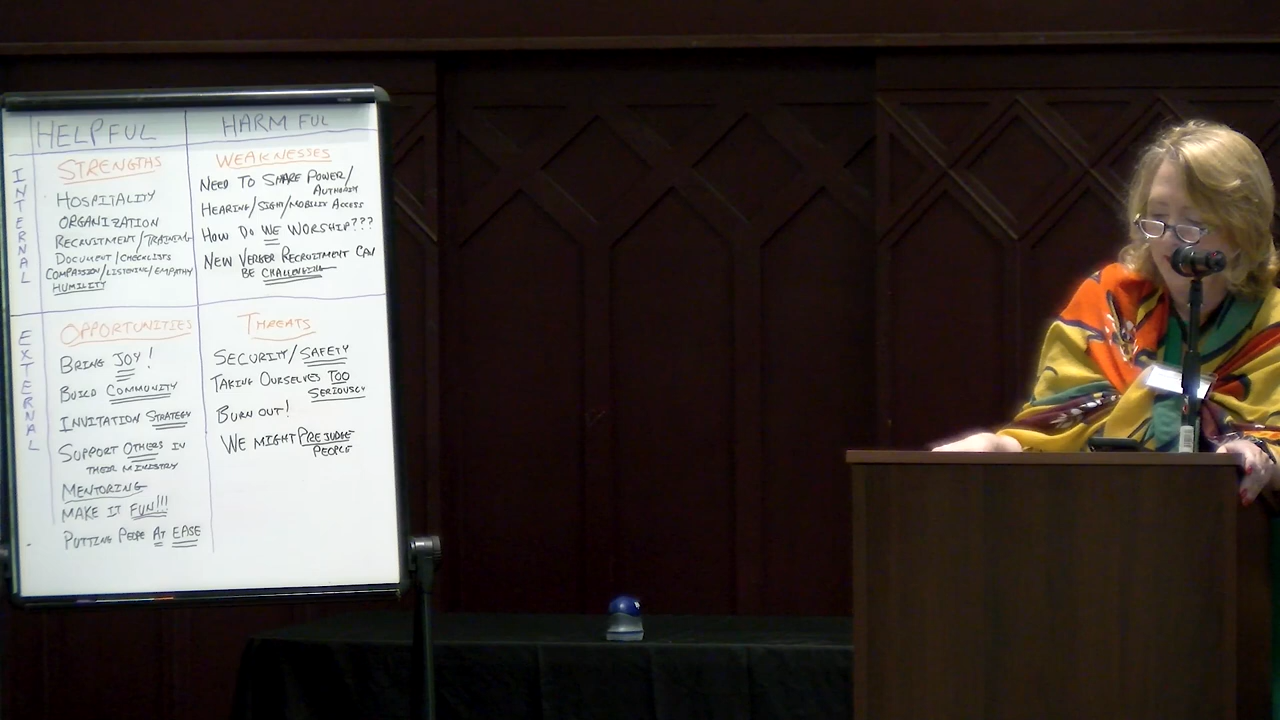 HELPFUL
HARMFUL
INTERNAL
STRENGTHS
HOSPITALITY
ORGANIZATION
RECRUITMENT/TRAINING
DOCUMENT/CHECKLISTS
COMPASSION/LISTENING/EMPATHY
HUMILITY
WEAKNESSES
NEED TO SHARE POWER/
AUTHORITY
HEARING/SIGHT/MOBILITY ACCESS
HOW DO WE WORSHIP???
NEW VERGER RECRUITMENT CAN
BE CHALLENGING
EXTERNAL
OPPORTUNITIES
BRING JOY!
BUILD COMMUNITY
INVITATION STRATEGY
SUPPORT OTHERS IN
THEIR MINISTRY
MENTORING
MAKE IT FUN!!!
PUTTING PEOPLE AT EASE
THREATS
SECURITY/SAFETY
TAKING OURSELVES TOO
SERIOUSLY
BURN OUT!
WE MIGHT PREJUDGE
PEOPLE